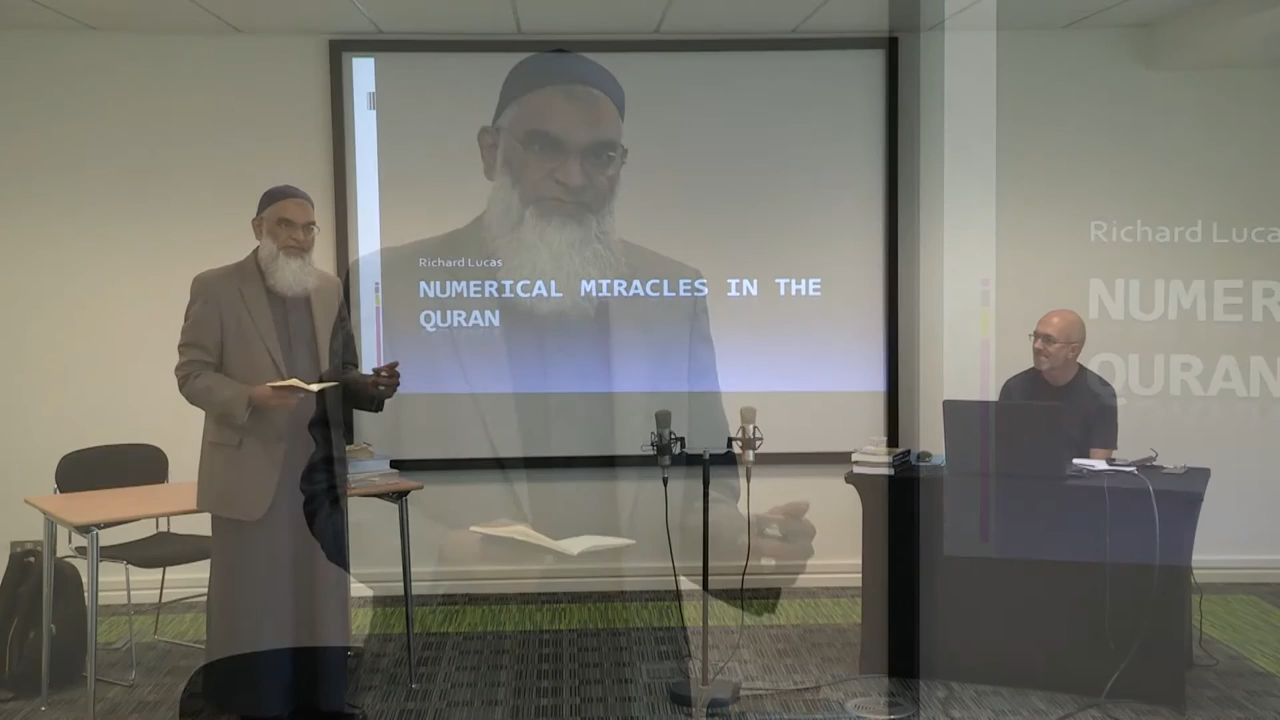 Richard Lucas
NUMERICAL MIRACLES IN THE
QURAN
Richard Luca
NUMER
QURAN